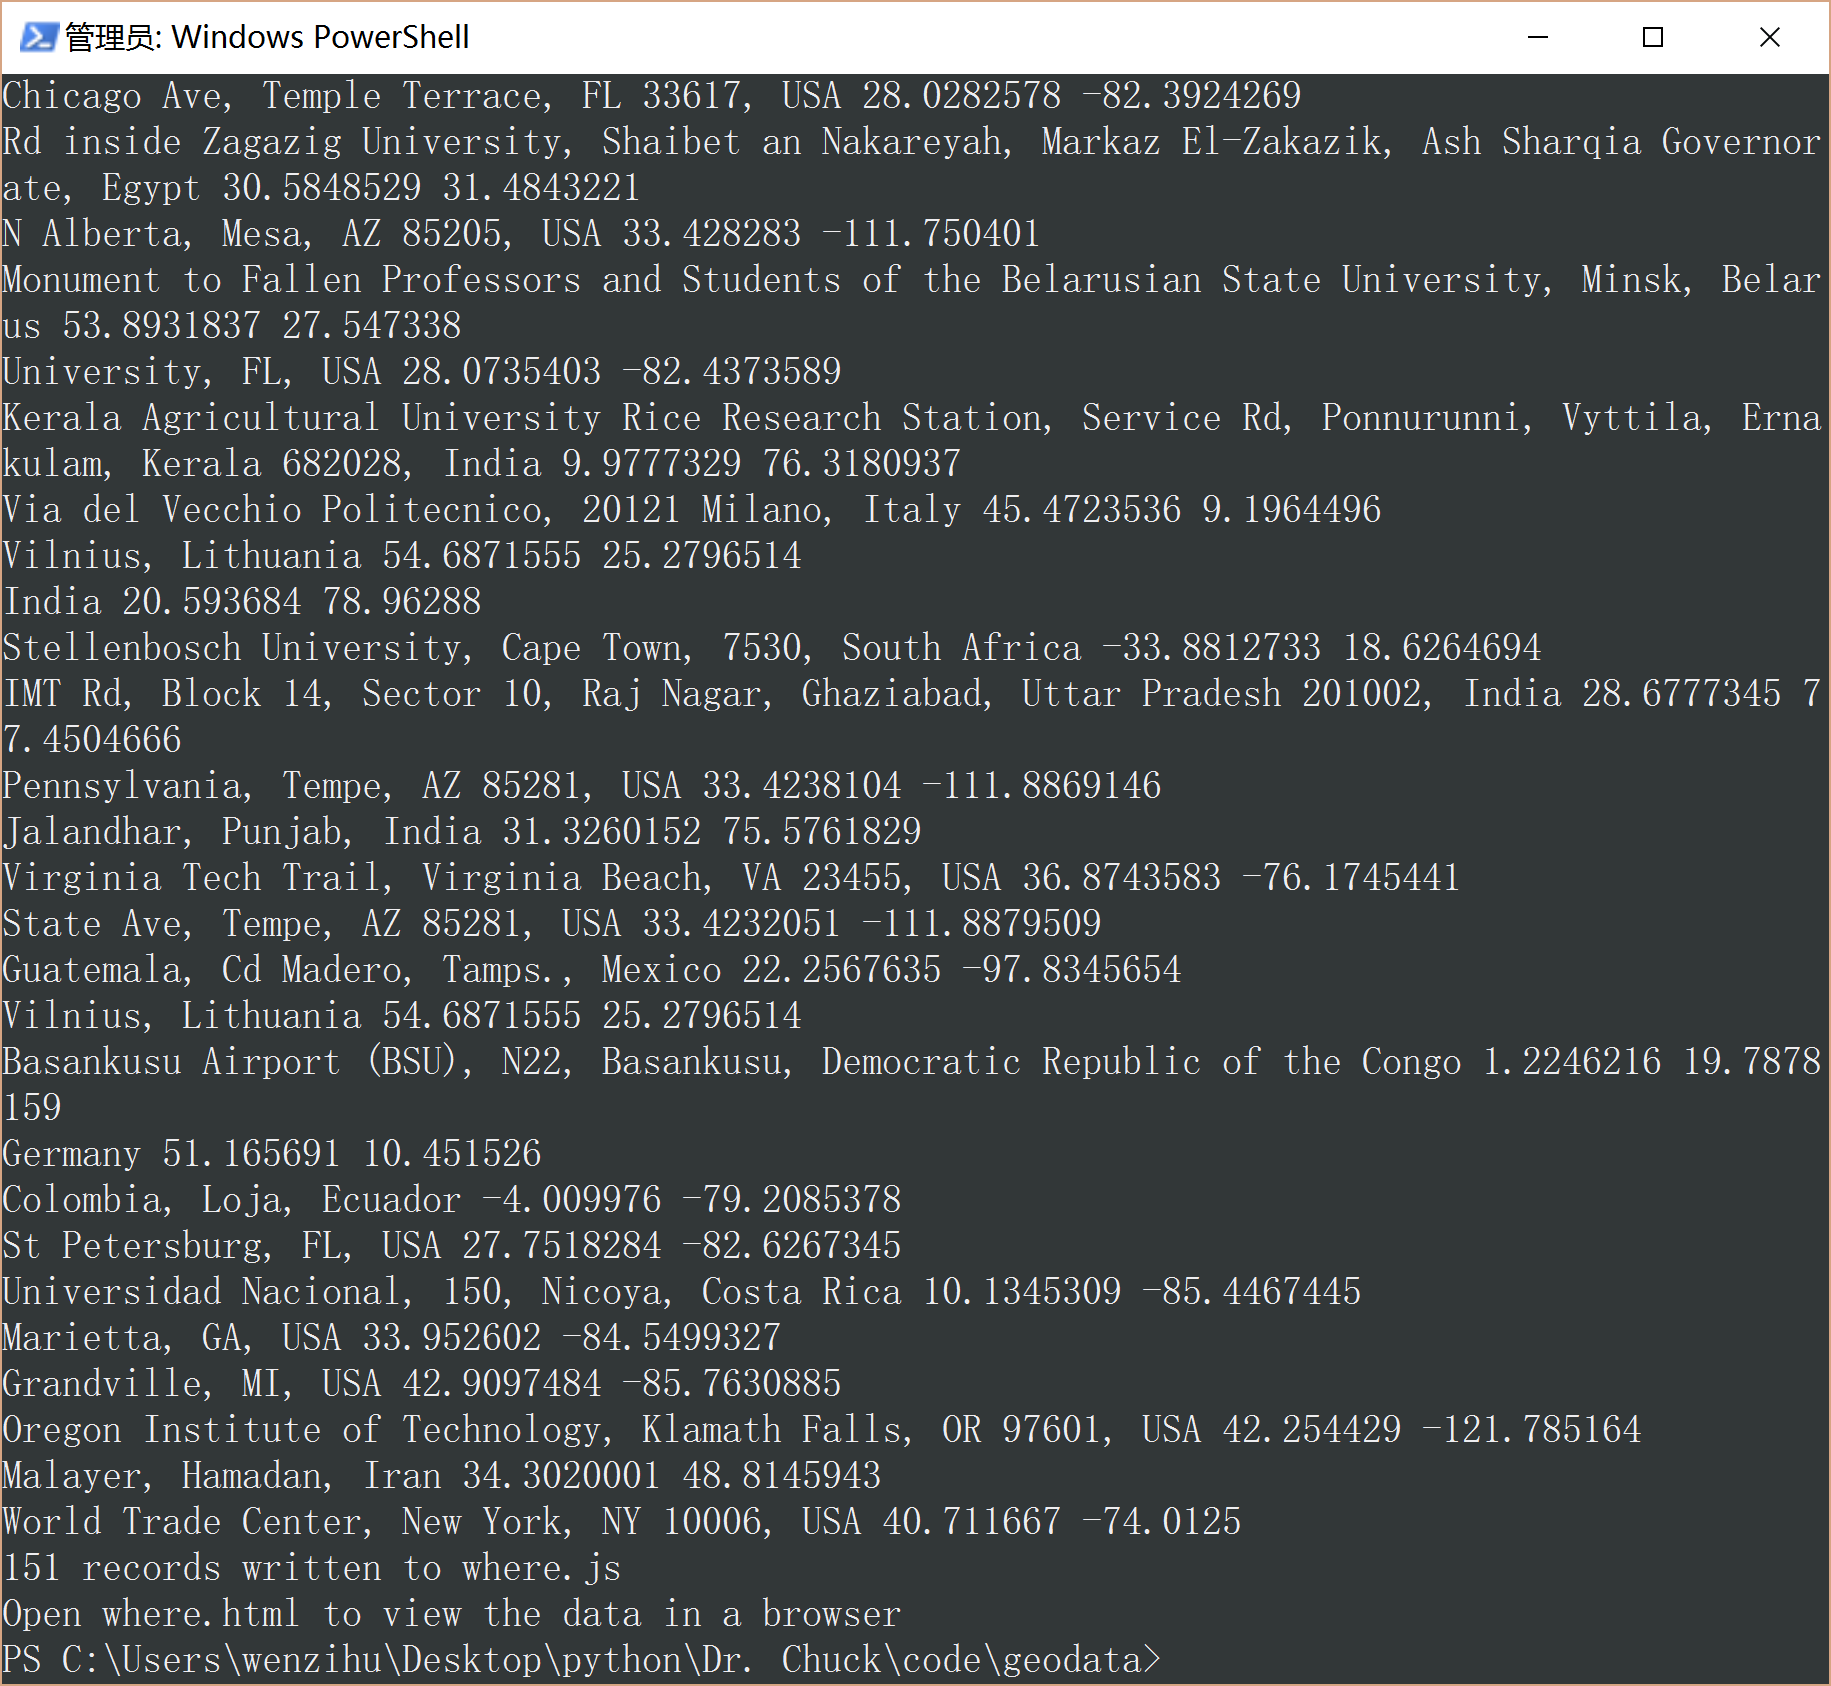 管理员: Windows PowerShell
Chicago Ave, Temple Terrace, FL 33617, USA 28.0282578 -82.3924269
Rd inside Zagazig University, Shaibet an Nakareyah, Markaz El-Zakazik, Ash Sharqia Governor
ate, Egypt 30.5848529 31.4843221
N Alberta, Mesa, AZ 85205, USA 33.428283 -111.750401
Monument to Fallen Professors and Students of the Belarusian State University, Minsk, Belar
us 53.8931837 27.547338
University, FL, USA 28.0735403 -82.4373589
Kerala Agricultural University Rice Research Station, Service Rd, Ponnurunni, Vyttila, Erna
kulam, Kerala 682028, India 9.9777329 76.3180937
Via del Vecchio Politecnico, 20121 Milano, Italy 45.4723536 9.1964496
Vilnius, Lithuania 54.6871555 25.2796514
India 20.593684 78.96288
Stellenbosch University, Cape Town, 7530, South Africa -33.8812733 18.6264694
IMT Rd, Block 14, Sector 10, Raj Nagar, Ghaziabad, Uttar Pradesh 201002, India 28.6777345 7
7.4504666
Pennsylvania, Tempe, AZ 85281, USA 33.4238104 -111.8869146
Jalandhar, Punjab, India 31.3260152 75.5761829
Virginia Tech Trail, Virginia Beach, VA 23455, USA 36.8743583 -76.1745441
State Ave, Tempe, AZ 85281, USA 33.4232051 -111.8879509
Guatemala, Cd Madero, Tamps., Mexico 22.2567635 -97.8345654
Vilnius, Lithuania 54.6871555 25.2796514
Basankusu Airport (BSU), N22, Basankusu, Democratic Republic of the Congo 1.2246216 19.7878
159
Germany 51.165691 10.451526
Colombia, Loja, Ecuador -4.009976 -79.2085378
St Petersburg, FL, USA 27.7518284 -82.6267345
Universidad Nacional, 150, Nicoya, Costa Rica 10.1345309 -85.4467445
Marietta, GA, USA 33.952602 -84.5499327
Grandville, MI, USA 42.9097484 -85.7630885
Oregon Institute of Technology, Klamath Falls, OR 97601, USA 42.254429 -121.785164
Malayer, Hamadan, Iran 34.3020001 48.8145943
World Trade Center, New York, NY 10006, USA 40.711667 -74.0125
151 records written to where.js
Open where.html to view the data in a browser
PS C:\Users\wenzihu\Desktop\python\Dr. Chuck\code\geodata>